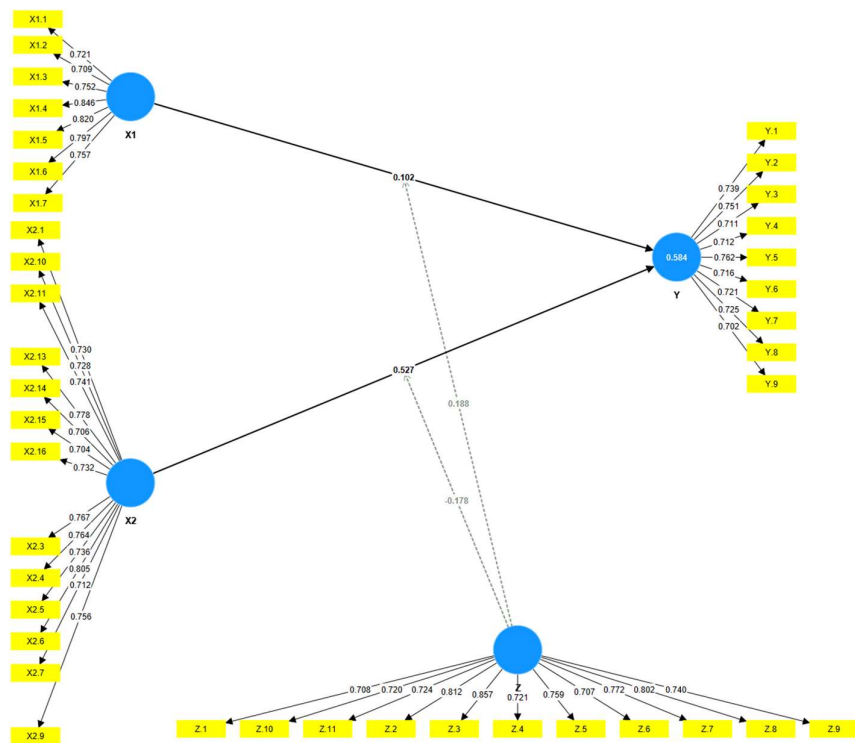 X1.1
X1.2
X1.3
X1.4
X1.5
X1.6
X1.7
0.721
0.709
0.752
0.846
0.820
0.797
0.757
X1
X2.1
X2.10
X2.11
X2.13
X2.14
X2.15
X2.16
X2.3
X2.4
X2.5
X2.6
X2.7
X2.9
0.730
0.728
0.741
0.778
0.706
0.704
0.732
0.767
0.764
0.736
0.805
0.712
0.756
X2
0.102
0.527
0.188
-0.178
0.584
Y
0.739
0.751
0.711
0.712
0.762
0.716
0.721
0.725
0.702
Y.1
Y.2
Y.3
Y.4
Y.5
Y.6
Y.7
Y.8
Y.9
Z
0.708
0.720
0.724
0.812
0.857
0.721
0.759
0.707
0.772
0.802
0.740
Z.1
Z.10
Z.11
Z.2
Z.3
Z.4
Z.5
Z.6
Z.7
Z.8
Z.9